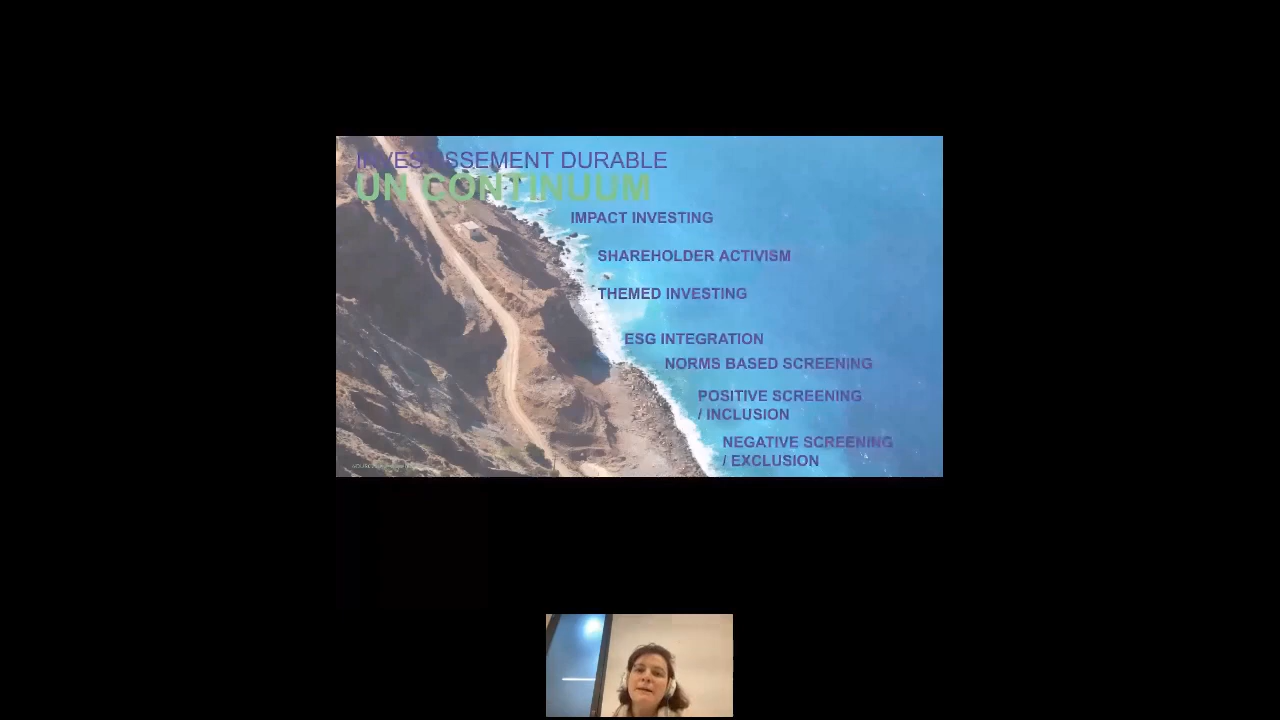 INVESTISSEMENT DURABLE
UN CONTINUUM
IMPACT INVESTING
SHAREHOLDER ACTIVISM
THEMED INVESTING
ESG INTEGRATION
NORMS BASED SCREENING
POSITIVE SCREENING
/ INCLUSION
NEGATIVE SCREENING
/ EXCLUSION